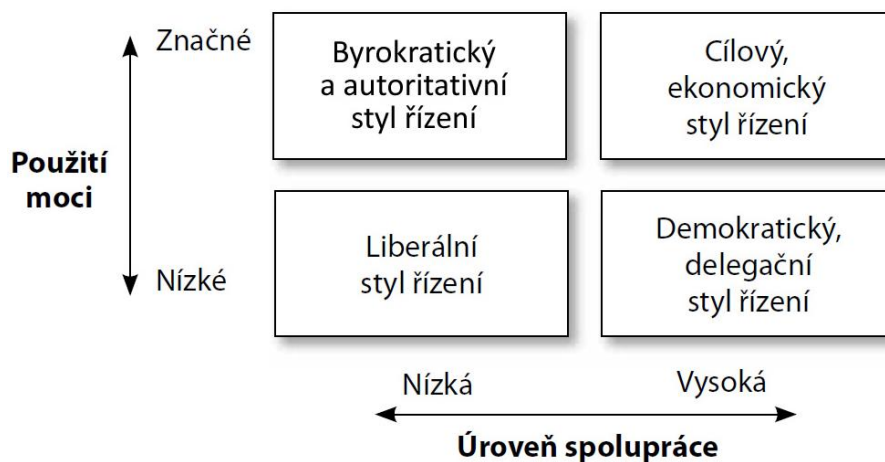 Značné
Byrokratický
a autoritativní
styl řízení
Cílový,
ekonomický
styl řízení
Použití
moci
Nízké
Liberální
styl řízení
Demokratický,
delegační
styl řízení
Nízká
Vysoká
Úroveň spolupráce